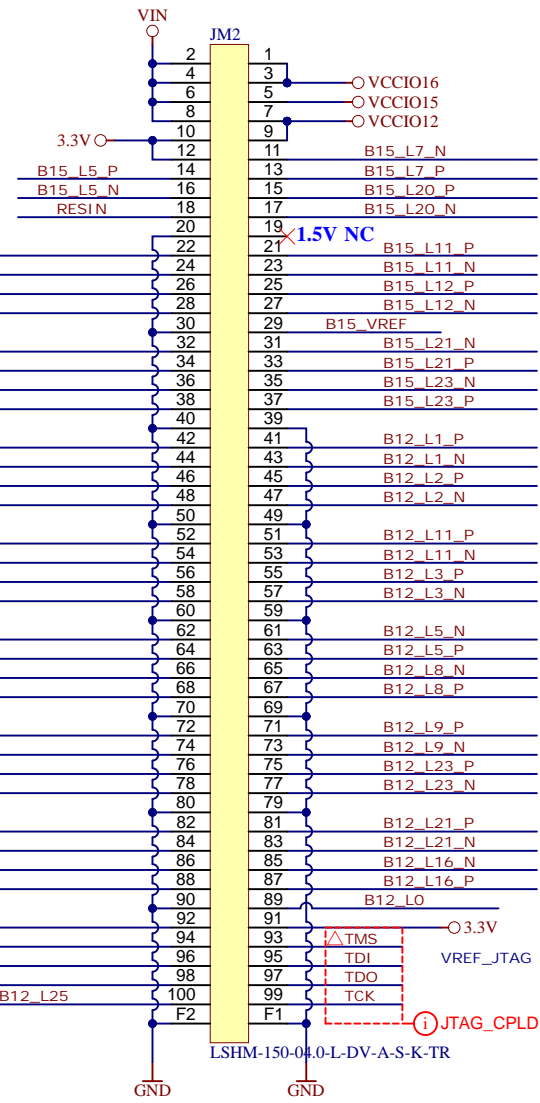 VIN
JM2
2 1
4 3 VCCIO16
6 5 VCCIO15
8 7 VCCIO12
3.3V 10 9
12 11 B15_L7_N
B15_L5_P 14 13 B15_L7_P
B15_L5_N 16 15 B15_L20_P
RESIN 18 17 B15_L20_N
20 19 1.5V NC
22 21 B15_L11_P
24 23 B15_L11_N
26 25 B15_L12_P
28 27 B15_L12_N
30 29 B15_VREF
32 31 B15_L21_N
34 33 B15_L21_P
36 35 B15_L23_N
38 37 B15_L23_P
40 39
42 41 B12_L1_P
44 43 B12_L1_N
46 45 B12_L2_P
48 47 B12_L2_N
50 49
52 51 B12_L11_P
54 53 B12_L11_N
56 55 B12_L3_P
58 57 B12_L3_N
60 59
62 61 B12_L5_N
64 63 B12_L5_P
66 65 B12_L8_N
68 67 B12_L8_P
70 69
72 71 B12_L9_P
74 73 B12_L9_N
76 75 B12_L23_P
78 77 B12_L23_N
80 79
82 81 B12_L21_P
84 83 B12_L21_N
86 85 B12_L16_N
88 87 B12_L16_P
90 89 B12_L0
92 91 3.3V
94 93 TMS
96 95 TDI VREF_JTAG
98 97 TDO
B12_L25 100 99 TCK
F2 F1 i JTAG_CPLD
LSHM-150-04.0-L-DV-A-S-K-TR
GND GND